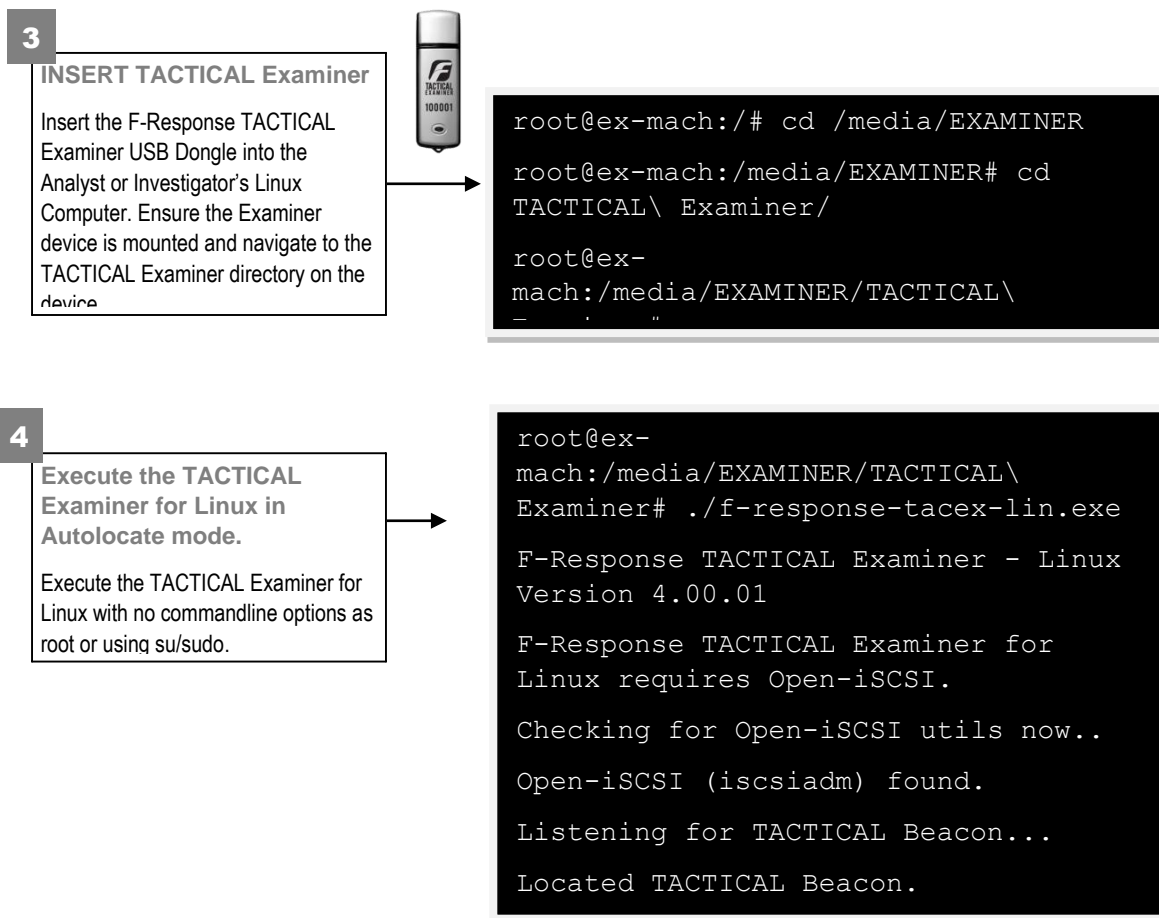 3
INSERT TACTICAL Examiner
Insert the F-Response TACTICAL
Examiner USB Dongle into the
Analyst or Investigator's Linux
Computer. Ensure the Examiner
device is mounted and navigate to the
TACTICAL Examiner directory on the
device
TACTICAL
EXAMINER
100001
root@ex-mach:/# cd /media/EXAMINER
root@ex-mach:/media/EXAMINER# cd
TACTICAL\ Examiner/
root@ex-
mach:/media/EXAMINER/TACTICAL\
4
Execute the TACTICAL
Examiner for Linux in
Autolocate mode.
Execute the TACTICAL Examiner for
Linux with no commandline options as
root or using su/sudo.
root@ex-
mach:/media/EXAMINER/TACTICAL\
Examiner# ./f-response-tacex-lin.exe
F-Response TACTICAL Examiner - Linux
Version 4.00.01
F-Response TACTICAL Examiner for
Linux requires Open-iSCSI.
Checking for Open-iSCSI utils now..
Open-iSCSI (iscsiadm) found.
Listening for TACTICAL Beacon...
Located TACTICAL Beacon.